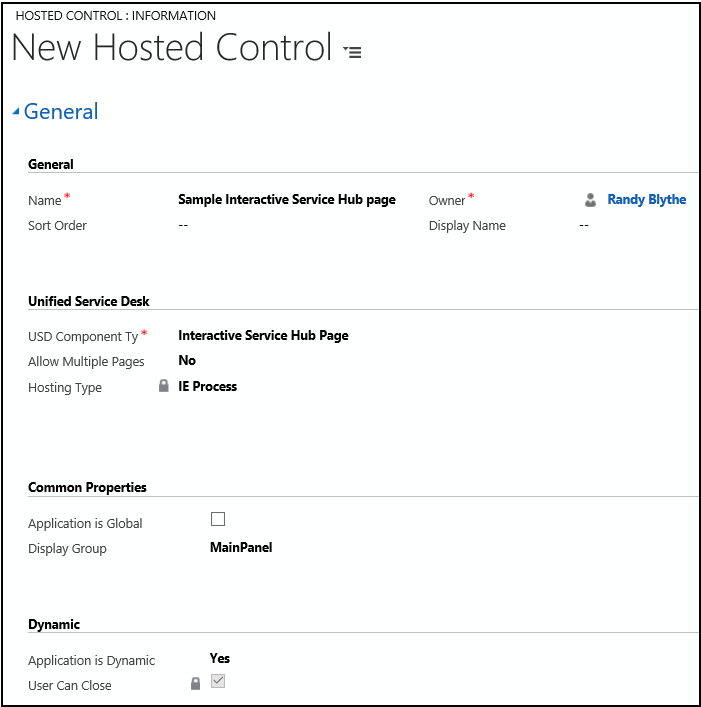 HOSTED CONTROL : INFORMATION
New Hosted Control
General
General
Name* Sample Interactive Service Hub page Owner* Randy Blythe
Sort Order -- Display Name --
Unified Service Desk
USD Component Ty* Interactive Service Hub Page
Allow Multiple Pages No
Hosting Type IE Process
Common Properties
Application is Global
Display Group MainPanel
Dynamic
Application is Dynamic Yes
User Can Close